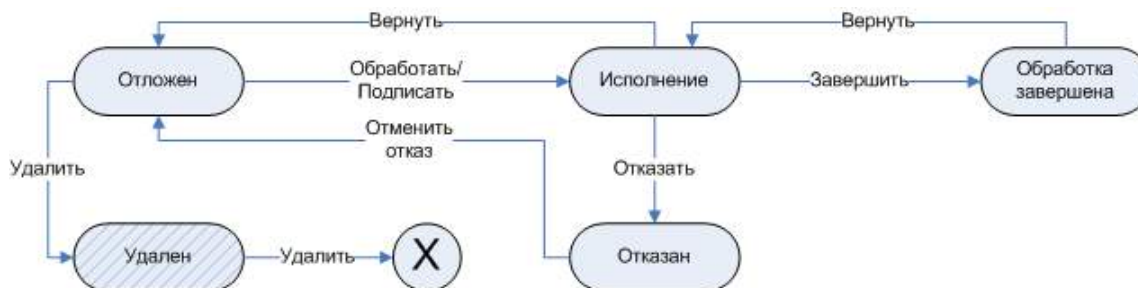 Вернуть
Вернуть
Отложен
Обработать/
Подписать
Исполнение
Завершить
Обработка
завершена
Отменить
отказ
Удалить
Отказать
Удален
Удалить
X
Отказан